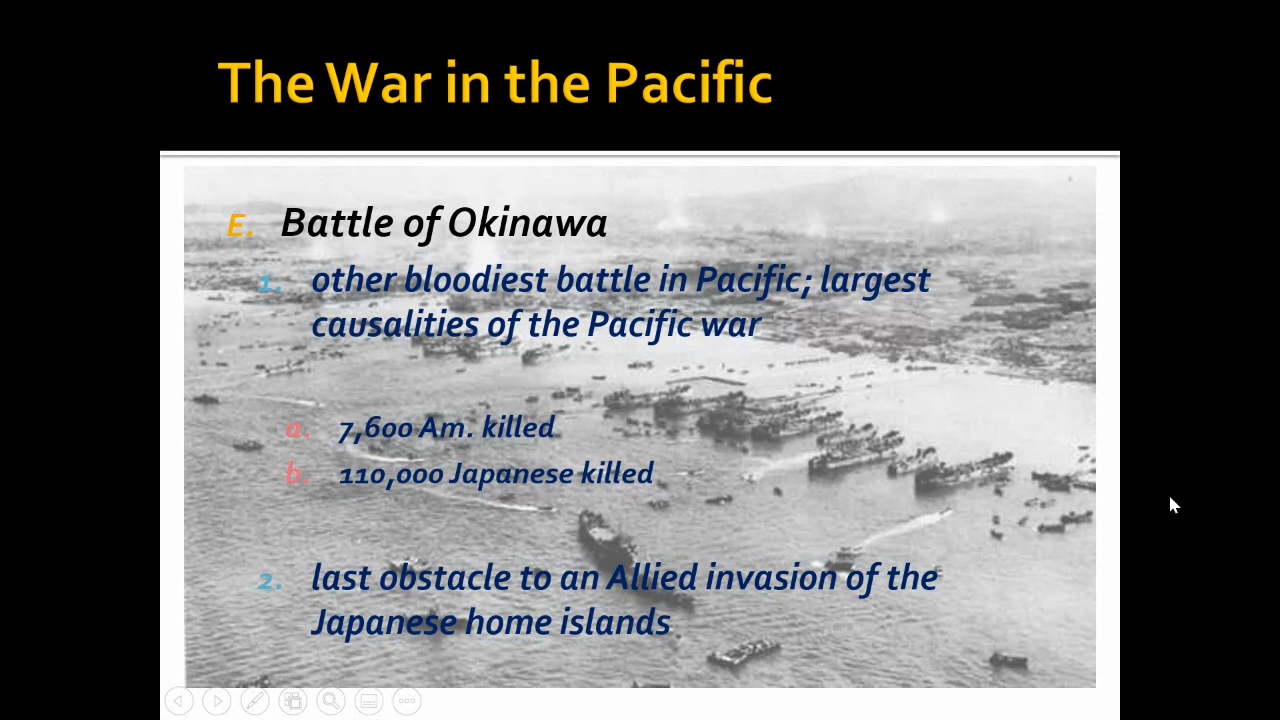 The War in the Pacific
E. Battle of Okinawa
1. other bloodiest battle in Pacific; largest
causalities of the Pacific war
a. 7,600 Am. killed
b. 110,000 Japanese killed
2. last obstacle to an Allied invasion of the
Japanese home islands